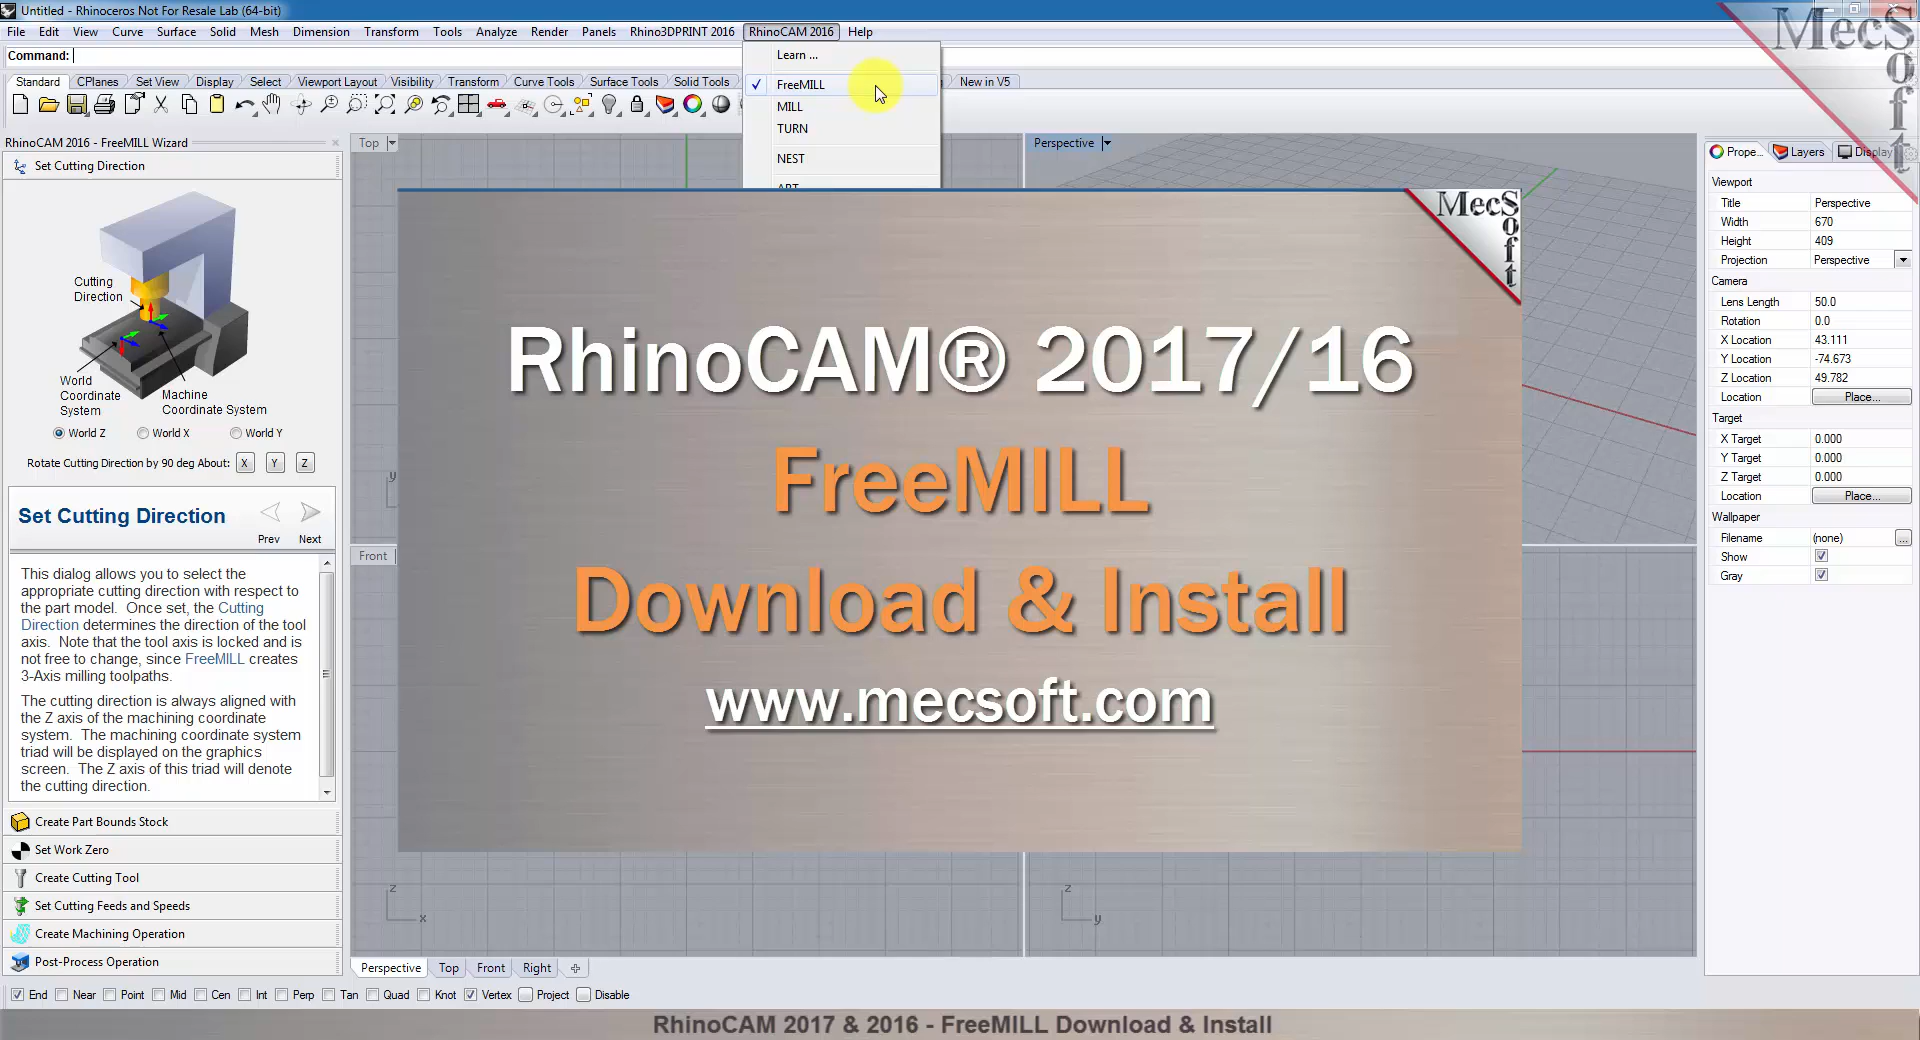 Untitled - Rhinoceros Not For Resale Lab (64-bit)
File Edit View Curve Surface Solid Mesh Dimension Transform Tools Analyze Render Panels Rhino3DPRINT 2016 RhinoCAM 2016 Help
Command:
Learn ...
Standard CPlanes Set View Display Select Viewport Layout Visibility Transform Curve Tools Surface Tools Solid Tools New in V5
FreeMILL
MILL
TURN
NEST
RhinoCAM 2016 - FreeMILL Wizard
Set Cutting Direction
Cutting
Direction
World
Coordinate
System
Machine
Coordinate System
World Z World X World Y
Rotate Cutting Direction by 90 deg About: X Y Z
Set Cutting Direction
Prev Next
This dialog allows you to select the
appropriate cutting direction with respect to
the part model. Once set, the Cutting
Direction determines the direction of the tool
axis. Note that the tool axis is locked and is
not free to change, since FreeMILL creates
3-Axis milling toolpaths.
The cutting direction is always aligned with
the Z axis of the machining coordinate
system. The machining coordinate system
triad will be displayed on the graphics
screen. The Z axis of this triad will denote
the cutting direction.
Create Part Bounds Stock
Set Work Zero
Create Cutting Tool
Set Cutting Feeds and Speeds
Create Machining Operation
Post-Process Operation
Top
Perspective
Front
y
z
x
z
y
MecSoft
RhinoCAM® 2017/16
FreeMILL
Download & Install
www.mecsoft.com
MecSoft
Prope... Layers Display
Viewport
Title Perspective
Width 670
Height 409
Projection Perspective
Camera
Lens Length 50.0
Rotation 0.0
X Location 43.111
Y Location -74.673
Z Location 49.782
Location Place...
Target
X Target 0.000
Y Target 0.000
Z Target 0.000
Location Place...
Wallpaper
Filename (none) ...
Show
Gray
Perspective Top Front Right
End Near Point Mid Cen Int Perp Tan Quad Knot Vertex Project Disable
RhinoCAM 2017 & 2016 - FreeMILL Download & Install